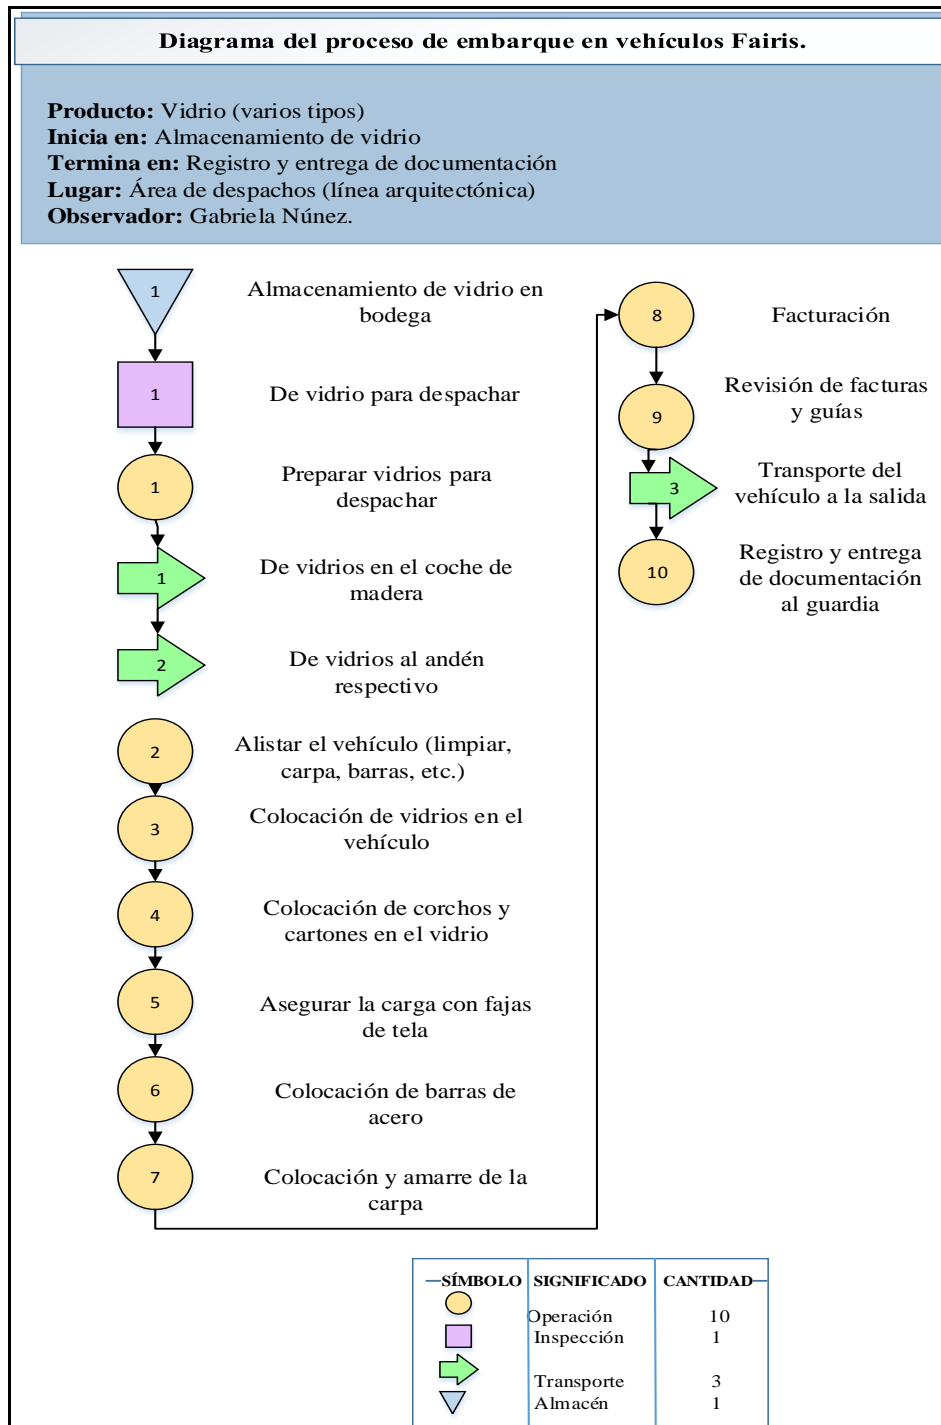 Diagrama del proceso de embarque en vehículos Fairis.
Producto: Vidrio (varios tipos)
Inicia en: Almacenamiento de vidrio
Termina en: Registro y entrega de documentación
Lugar: Área de despachos (línea arquitectónica)
Observador: Gabriela Núnez.
1
Almacenamiento de vidrio en
bodega
1
De vidrio para despachar
1
Preparar vidrios para
despachar
1
De vidrios en el coche de
madera
2
De vidrios al andén
respectivo
2
Alistar el vehículo (limpiar,
carpa, barras, etc.)
3
Colocación de vidrios en el
vehículo
4
Colocación de corchos y
cartones en el vidrio
5
Asegurar la carga con fajas
de tela
6
Colocación de barras de
acero
7
Colocación y amarre de la
carpa
8
Facturación
9
Revisión de facturas
y guías
3
Transporte del
vehículo a la salida
10
Registro y entrega
de documentación
al guardia
SÍMBOLO SIGNIFICADO CANTIDAD
Operación 10
Inspección 1
Transporte 3
Almacén 1